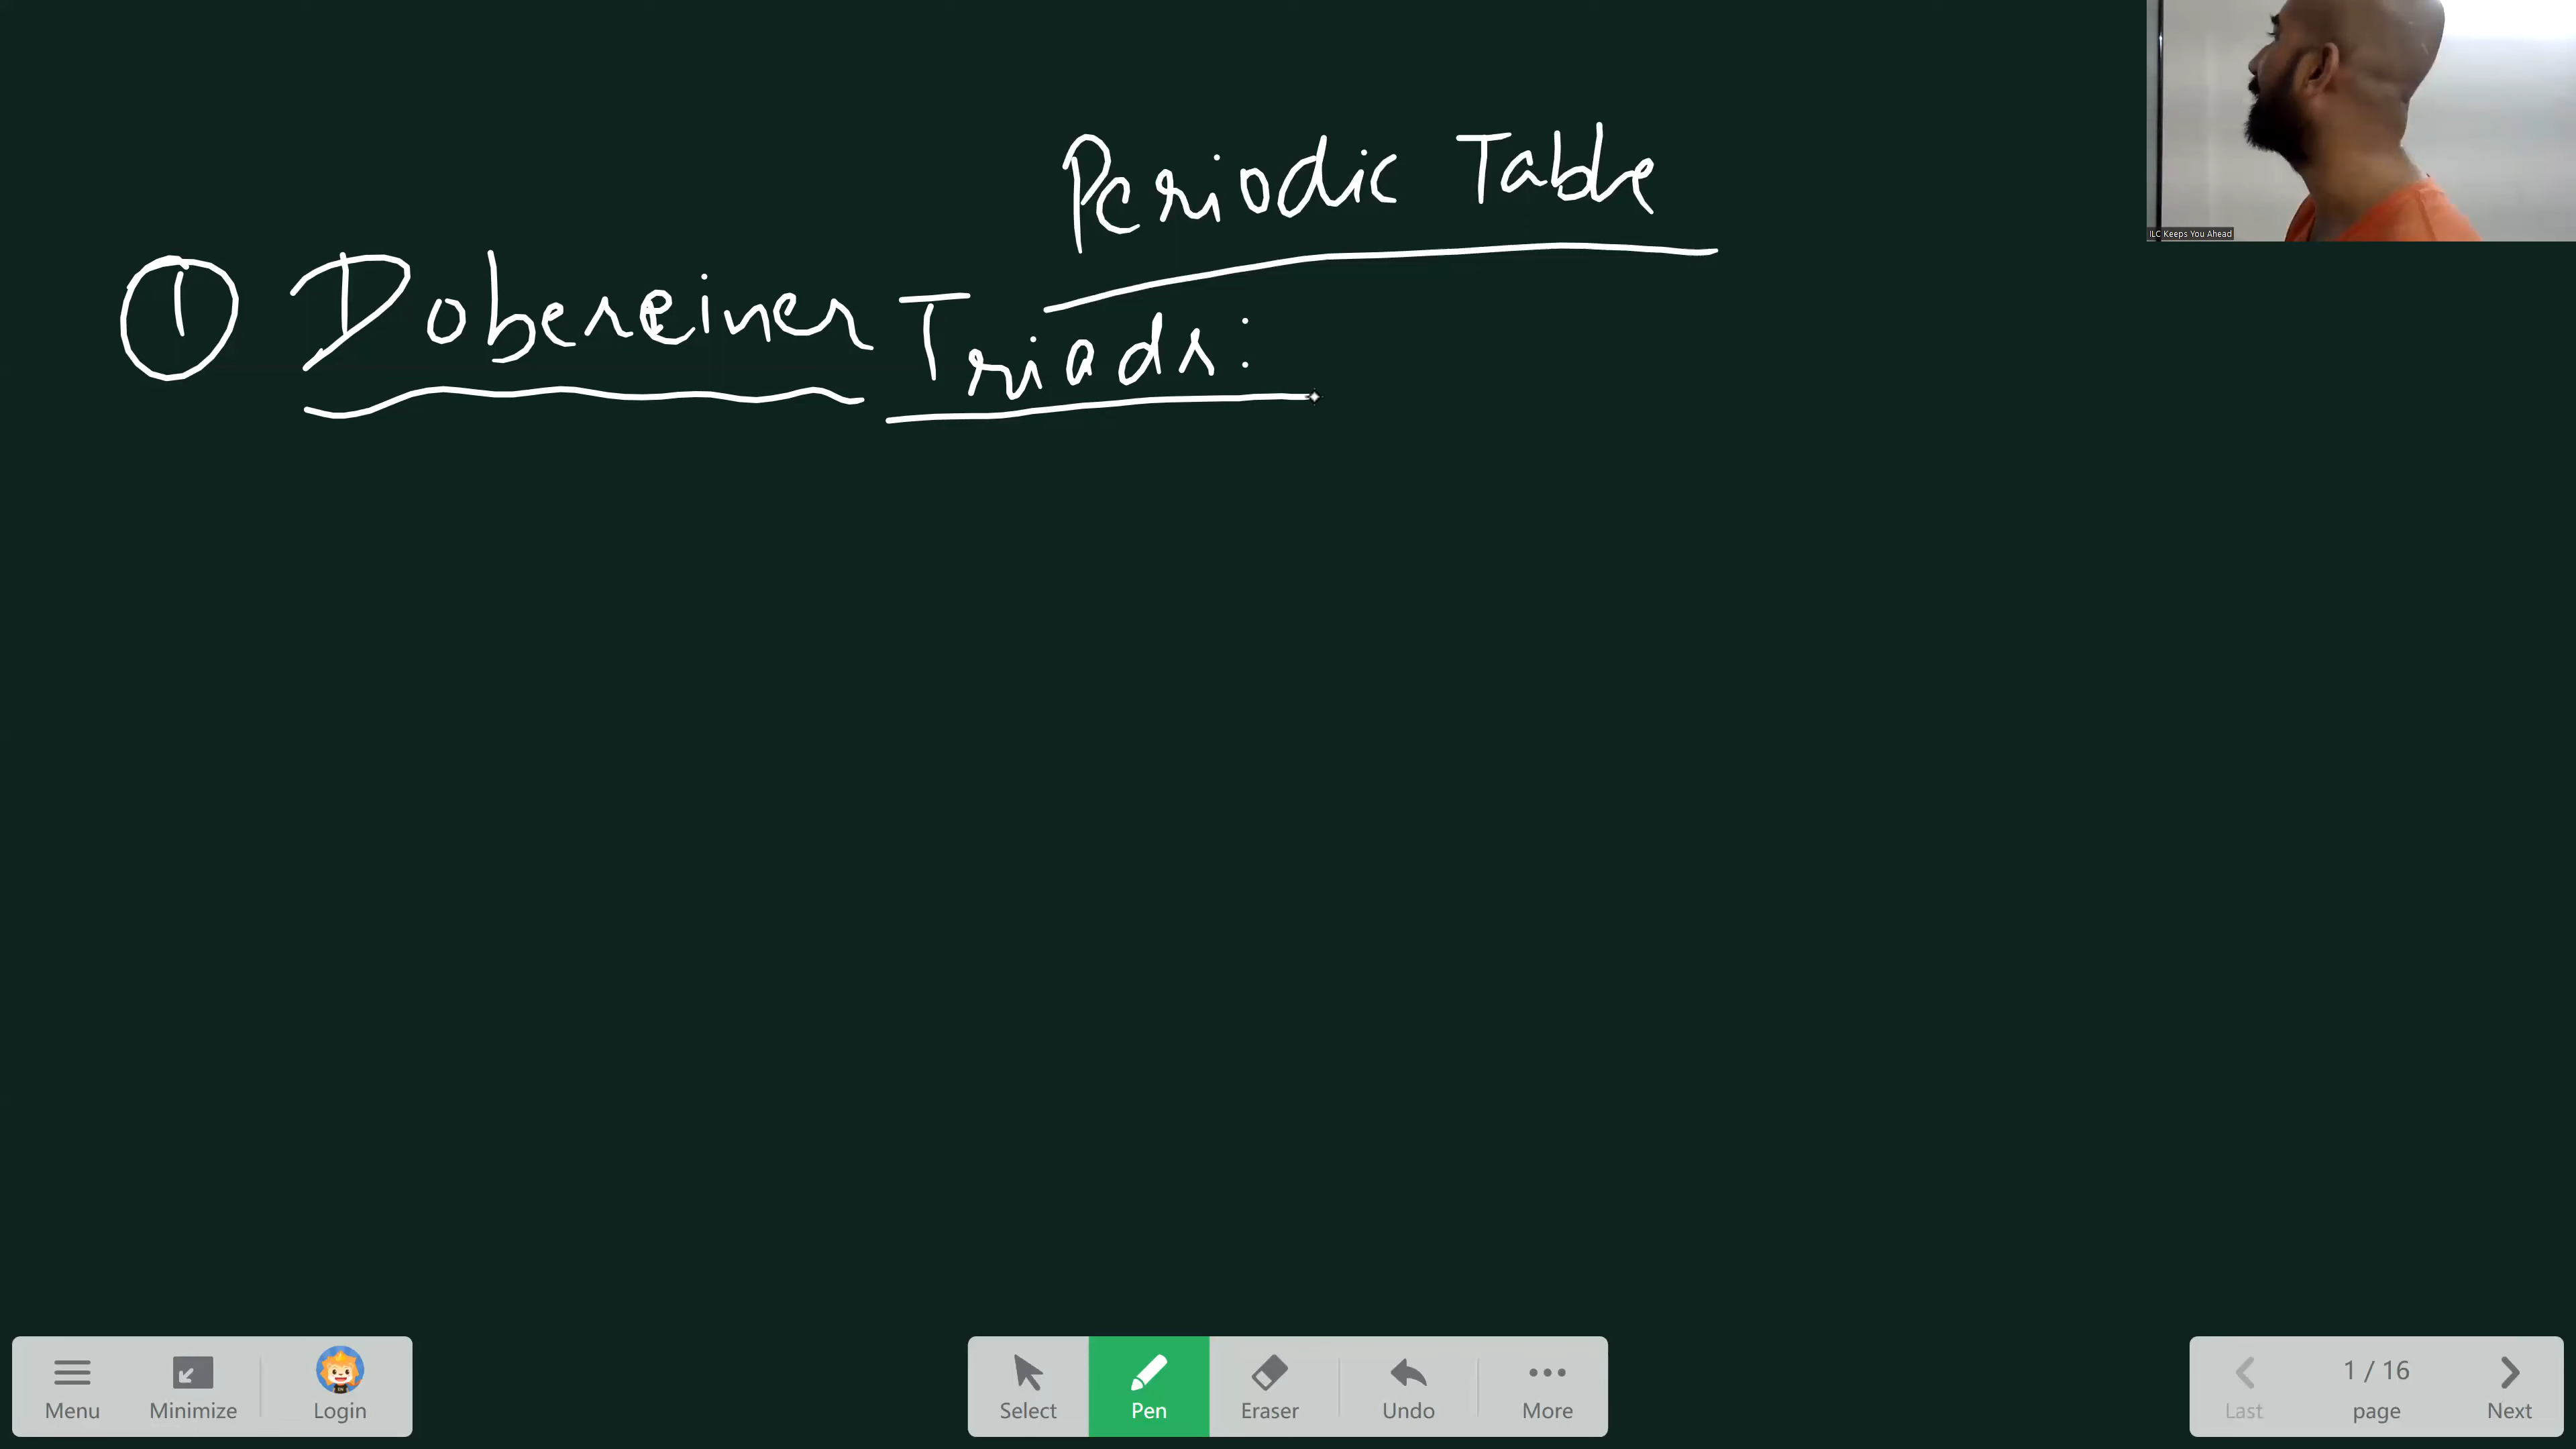 Periodic Table
① Dobereiner Triads:
ILC Keeps You Ahead
Menu Minimize Login
Select Pen Eraser Undo More
1 / 16
Last page Next